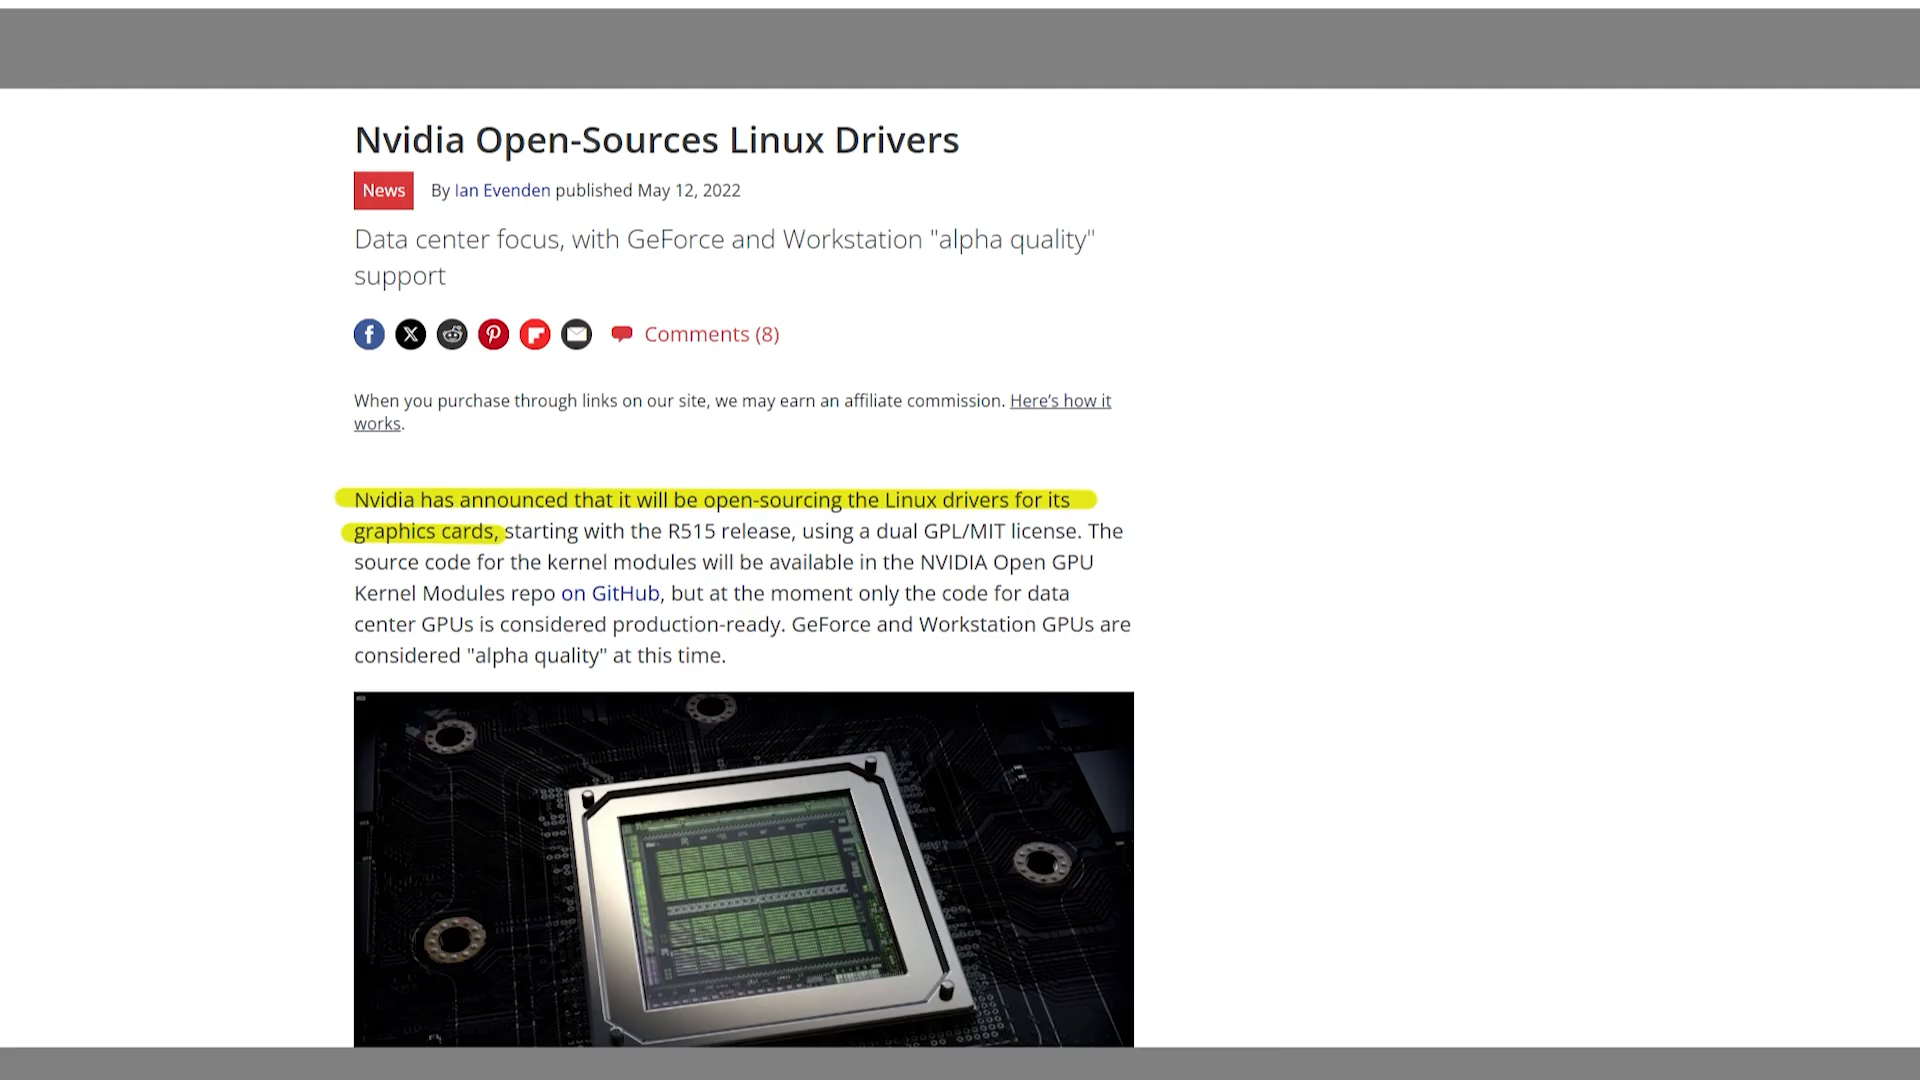 Nvidia Open-Sources Linux Drivers
News By Ian Evenden published May 12, 2022
Data center focus, with GeForce and Workstation "alpha quality"
support
Comments (8)
When you purchase through links on our site, we may earn an affiliate commission. Here’s how it
works.
Nvidia has announced that it will be open-sourcing the Linux drivers for its
graphics cards, starting with the R515 release, using a dual GPL/MIT license. The
source code for the kernel modules will be available in the NVIDIA Open GPU
Kernel Modules repo on GitHub, but at the moment only the code for data
center GPUs is considered production-ready. GeForce and Workstation GPUs are
considered "alpha quality" at this time.